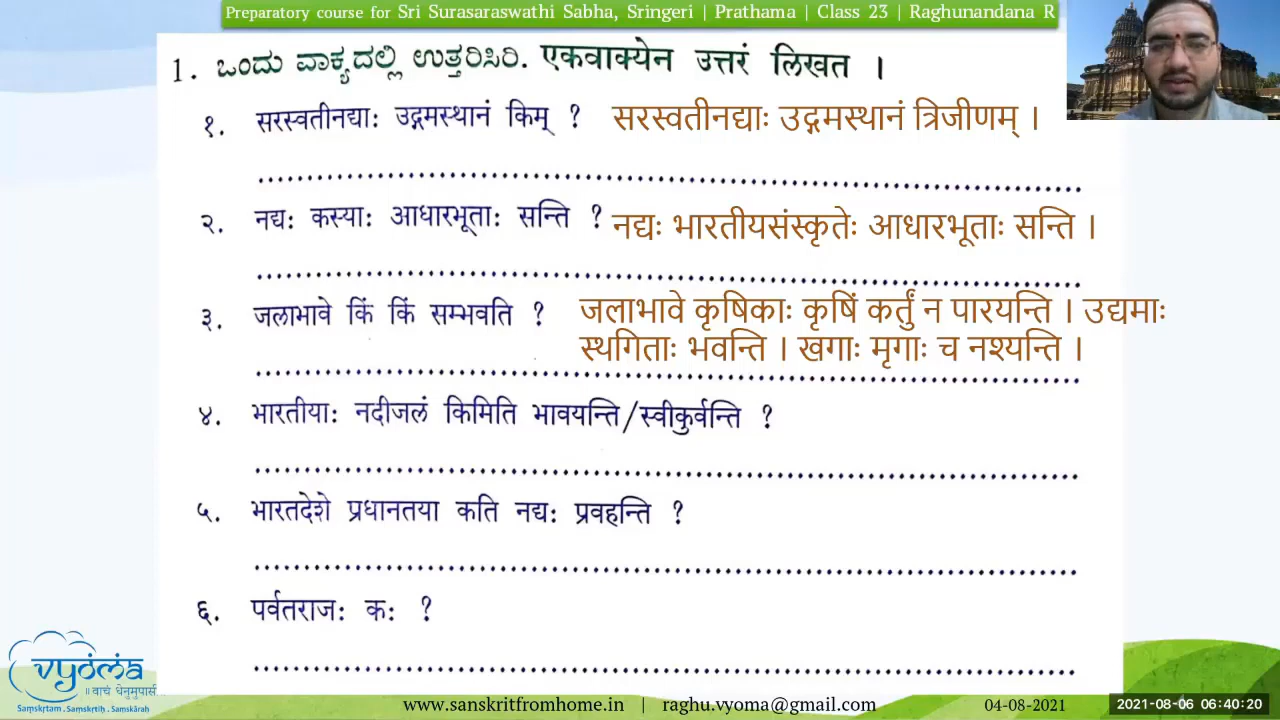 Preparatory course for Sri Surasaraswathi Sabha, Sringeri | Prathama | Class 23 | Raghunandana R
1. ಒಂದು ವಾಕ್ಯದಲ್ಲಿ ಉತ್ತರಿಸಿರಿ. एकवाक्येन उत्तरं लिखत ।
१. सरस्वतीनद्याः उद्गमस्थानं किम् ? सरस्वतीनद्याः उद्गमस्थानं त्रिजीणम् ।
२. नद्यः कस्याः आधारभूताः सन्ति ? नद्यः भारतीयसंस्कृतेः आधारभूताः सन्ति ।
३. जलाभावे किं किं सम्भवति ? जलाभावे कृषिकाः कृषिं कर्तुं न पारयन्ति । उद्यमाः
स्थगिताः भवन्ति । खगाः मृगाः च नश्यन्ति ।
४. भारतीयाः नदीजलं किमिति भावयन्ति/स्वीकुर्वन्ति ?
५. भारतदेशे प्रधानतया कति नद्यः प्रवहन्ति ?
६. पर्वतराजः कः ?
vyoma
॥ वाचं धेनुमुपासीत
Saṃskṛtam . Saṃskṛtiḥ . Saṃskārāḥ
www.sanskritfromhome.in | raghu.vyoma@gmail.com 04-08-2021
2021-08-06 06:40:20